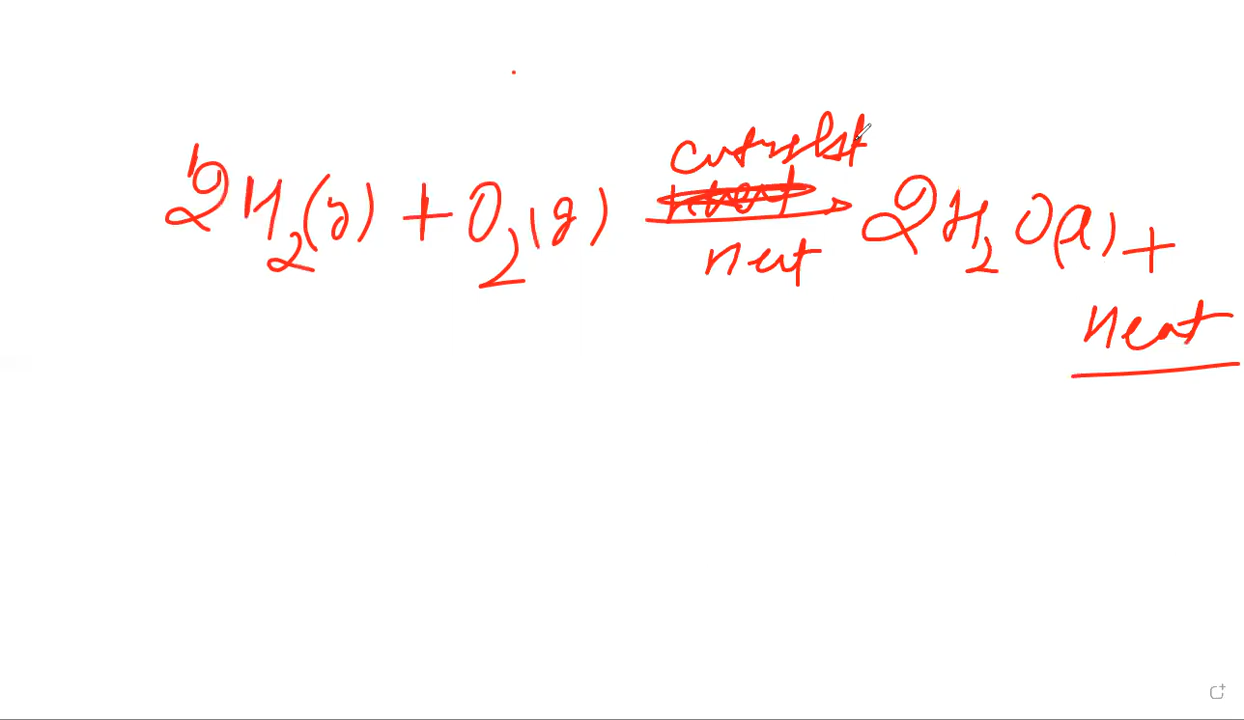 2H₂(g) + O₂(g) catalyst → heat 2H₂O(l) +
heat